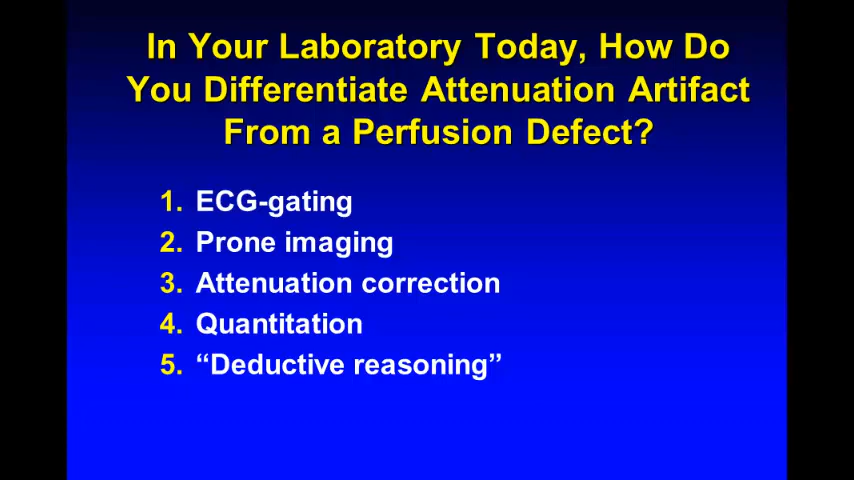 In Your Laboratory Today, How Do
You Differentiate Attenuation Artifact
From a Perfusion Defect?
1. ECG-gating
2. Prone imaging
3. Attenuation correction
4. Quantitation
5. “Deductive reasoning”